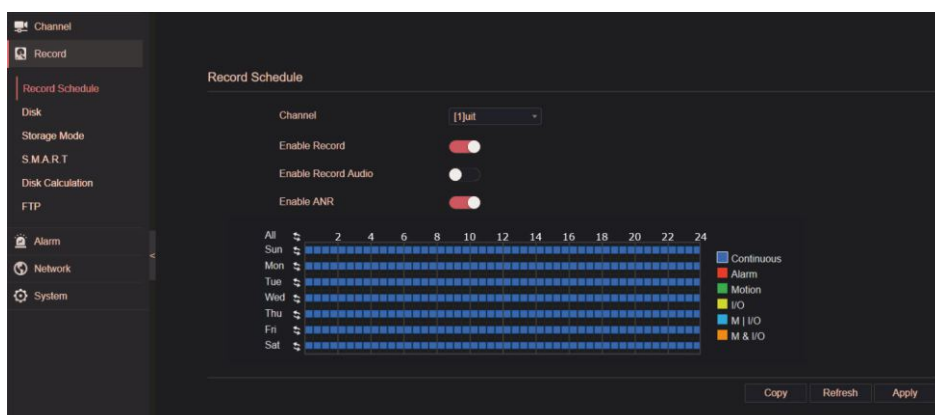 Channel
Record
Record Schedule
Disk
Storage Mode
S.M.A.R.T
Disk Calculation
FTP
Alarm
Network
System
<
Record Schedule
Channel [1]uit
Enable Record
Enable Record Audio
Enable ANR
All 2 4 6 8 10 12 14 16 18 20 22 24
Sun
Mon
Tue
Wed
Thu
Fri
Sat
Continuous
Alarm
Motion
I/O
M | I/O
M & I/O
Copy Refresh Apply